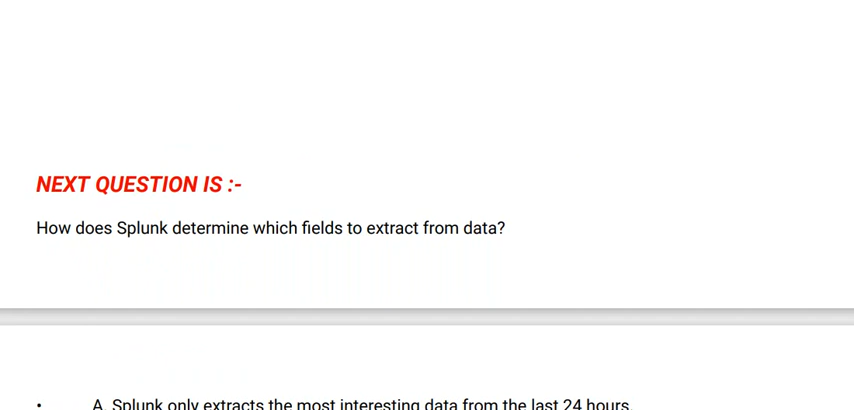 NEXT QUESTION IS :-
How does Splunk determine which fields to extract from data?
• A. Splunk only extracts the most interesting data from the last 24 hours.